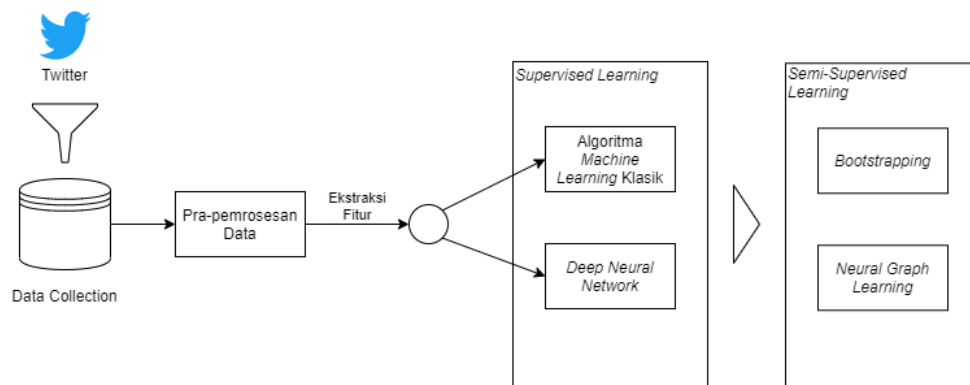 Twitter
Data Collection
Pra-pemrosesan
Data
Ekstraksi
Fitur
Supervised Learning
Algoritma
Machine
Learning Klasik
Deep Neural
Network
Semi-Supervised
Learning
Bootstrapping
Neural Graph
Learning